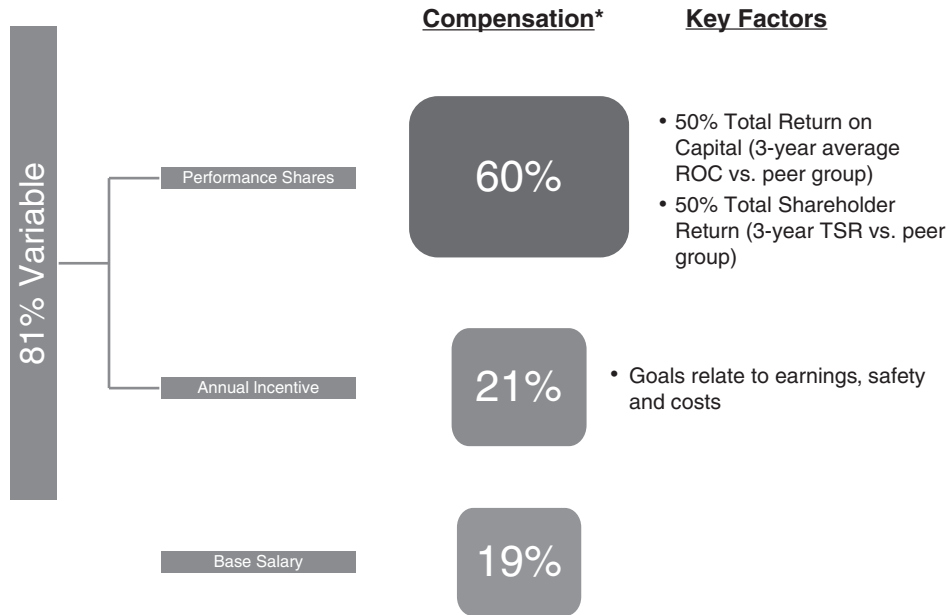 Compensation* Key Factors
81% Variable
Performance Shares
60%
• 50% Total Return on
Capital (3-year average
ROC vs. peer group)
• 50% Total Shareholder
Return (3-year TSR vs. peer
group)
Annual Incentive
21%
• Goals relate to earnings, safety
and costs
Base Salary
19%